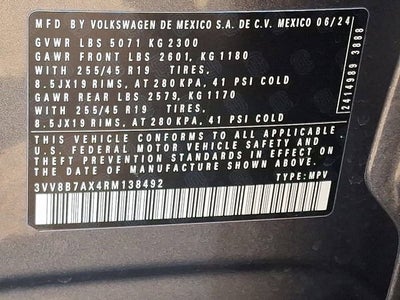 MFD BY VOLKSWAGEN DE MEXICO S.A. DE C.V. MEXICO 06/24
GVWR LBS 5071 KG 2300
GAWR FRONT LBS 2601, KG 1180
WITH 255/45 R19 TIRES,
8.5JX19 RIMS, AT 280 KPA, 41 PSI COLD
GAWR REAR LBS 2579, KG 1170
WITH 255/45 R19 TIRES,
8.5JX19 RIMS, AT 280KPA, 41 PSI COLD
THIS VEHICLE CONFORMS TO ALL APPLICABLE
U.S. FEDERAL MOTOR VEHICLE SAFETY AND
THEFT PREVENTION STANDARDS IN EFFECT ON
THE DATE OF MANUFACTURE SHOWN ABOVE.
3VV8B7AX4RM138492 TYPE: MPV
2414989 3888